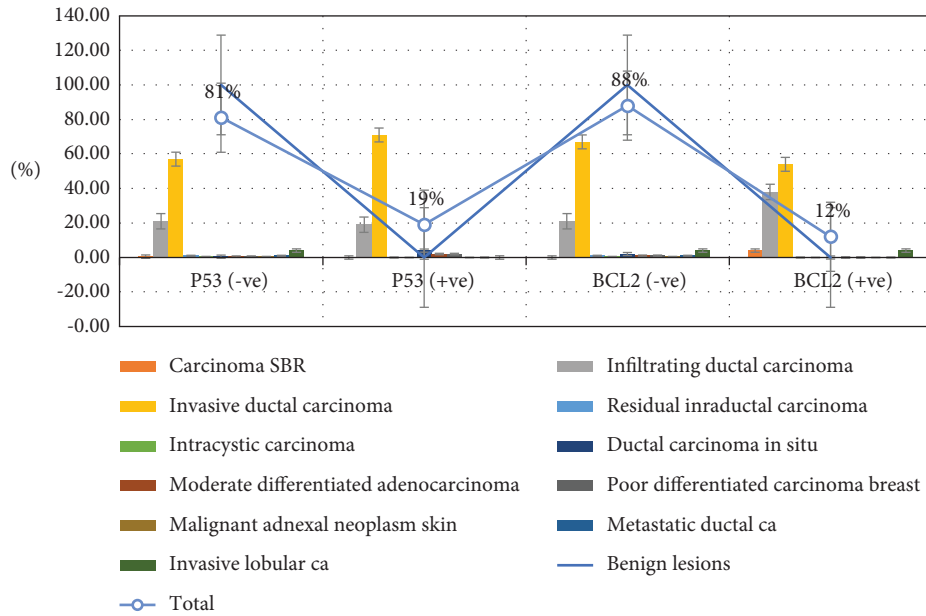 140.00
120.00
100.00
80.00
60.00
40.00
20.00
0.00
-20.00
-0.00
(%)
81%
19%
88%
12%
P53 (-ve)
P53 (+ve)
BCL2 (-ve)
BCL2 (+ve)
Carcinoma SBR
Infiltrating ductal carcinoma
Invasive ductal carcinoma
Residual inraductal carcinoma
Intracystic carcinoma
Ductal carcinoma in situ
Moderate differentiated adenocarcinoma
Poor differentiated carcinoma breast
Malignant adnexal neoplasm skin
Metastatic ductal ca
Invasive lobular ca
Benign lesions
Total